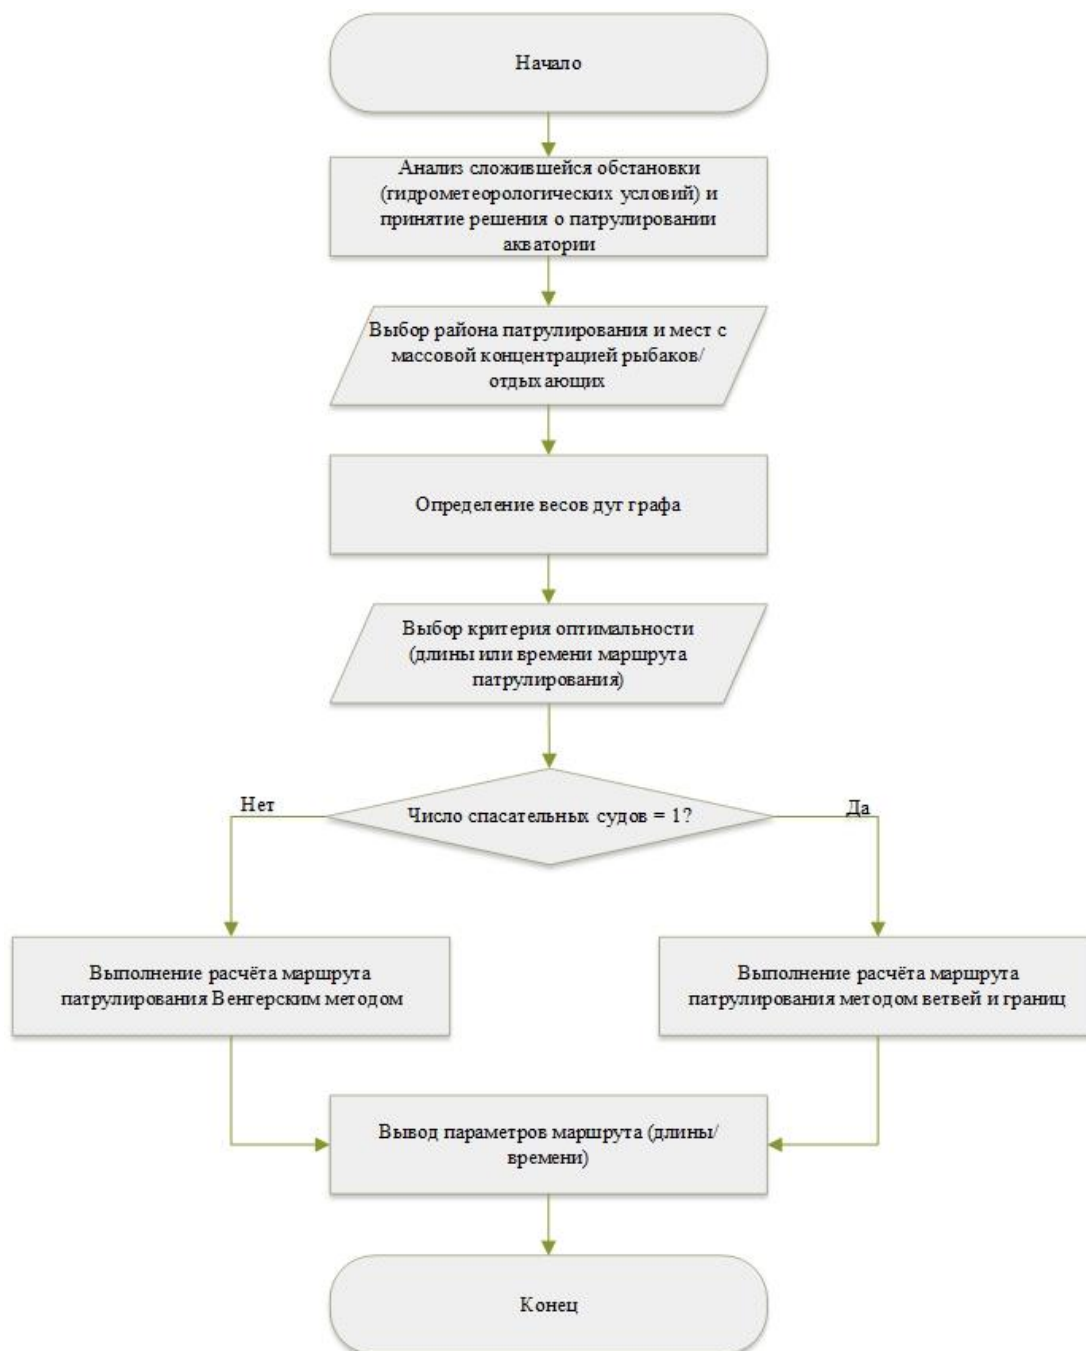 Начало
Анализ сложившейся обстановки
(гидрометеорологических условий) и
принятие решения о патрулировании
акватории
Выбор района патрулирования и мест с
массовой концентрацией рыбаков/
отдыхающих
Определение весов дуг графа
Выбор критерия оптимальности
(длины или времени маршрута
патрулирования)
Нет
Число спасательных судов = 1?
Да
Выполнение расчёта маршрута
патрулирования Венгерским методом
Выполнение расчёта маршрута
патрулирования методом ветвей и границ
Вывод параметров маршрута (длины/
времени)
Конец